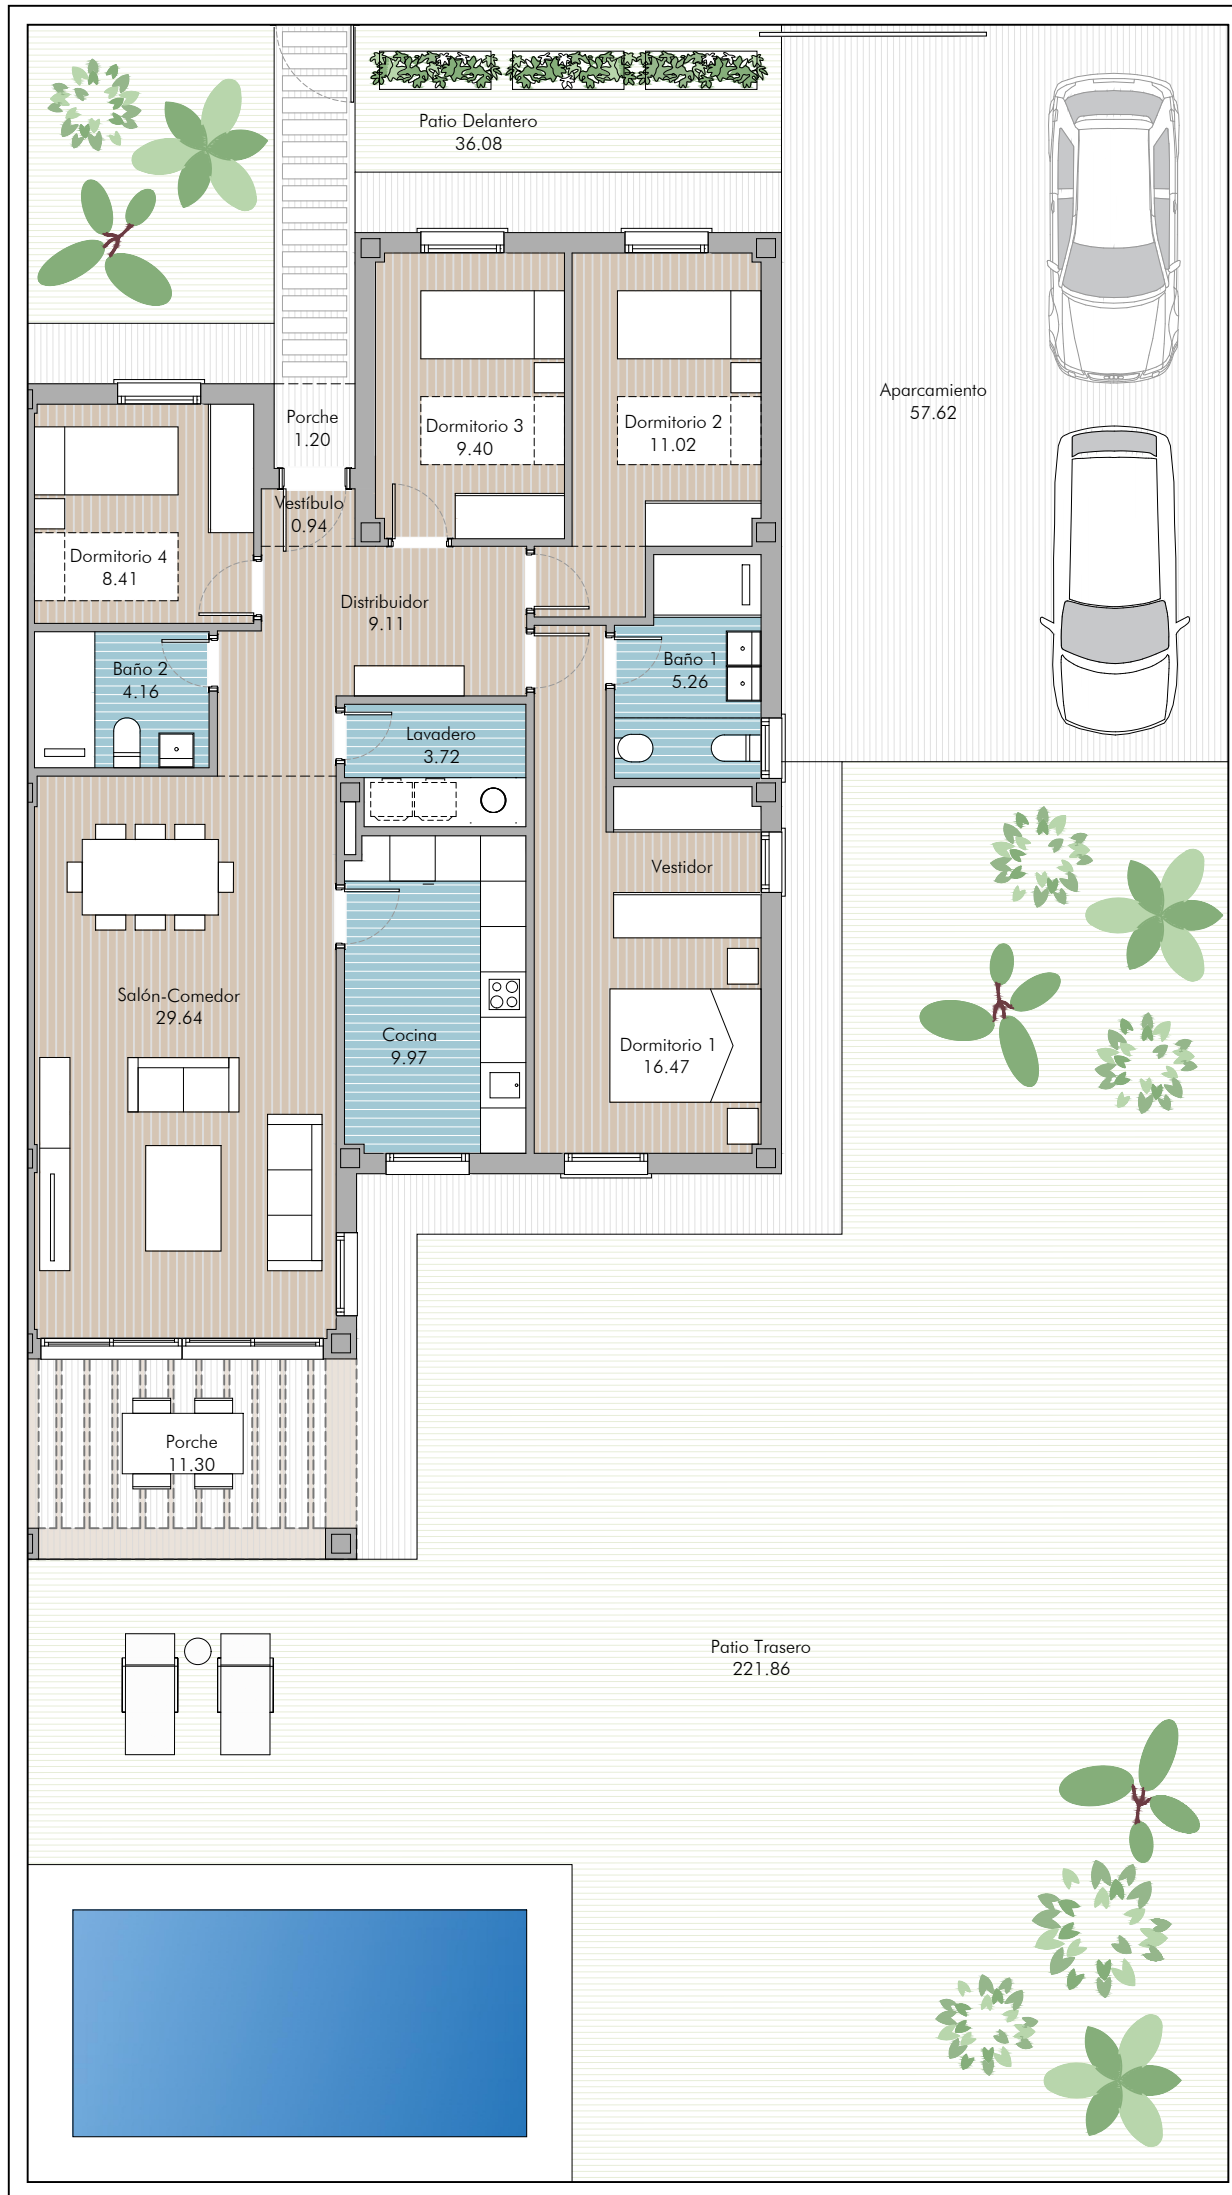 Patio Delantero
36.08
Aparcamiento
57.62
Porche
1.20
Dormitorio 3
9.40
Dormitorio 2
11.02
Vestíbulo
0.94
Dormitorio 4
8.41
Distribuidor
9.11
Baño 2
4.16
Baño 1
5.26
Lavadero
3.72
Vestidor
Salón-Comedor
29.64
Cocina
9.97
Dormitorio 1
16.47
Porche
11.30
Patio Trasero
221.86